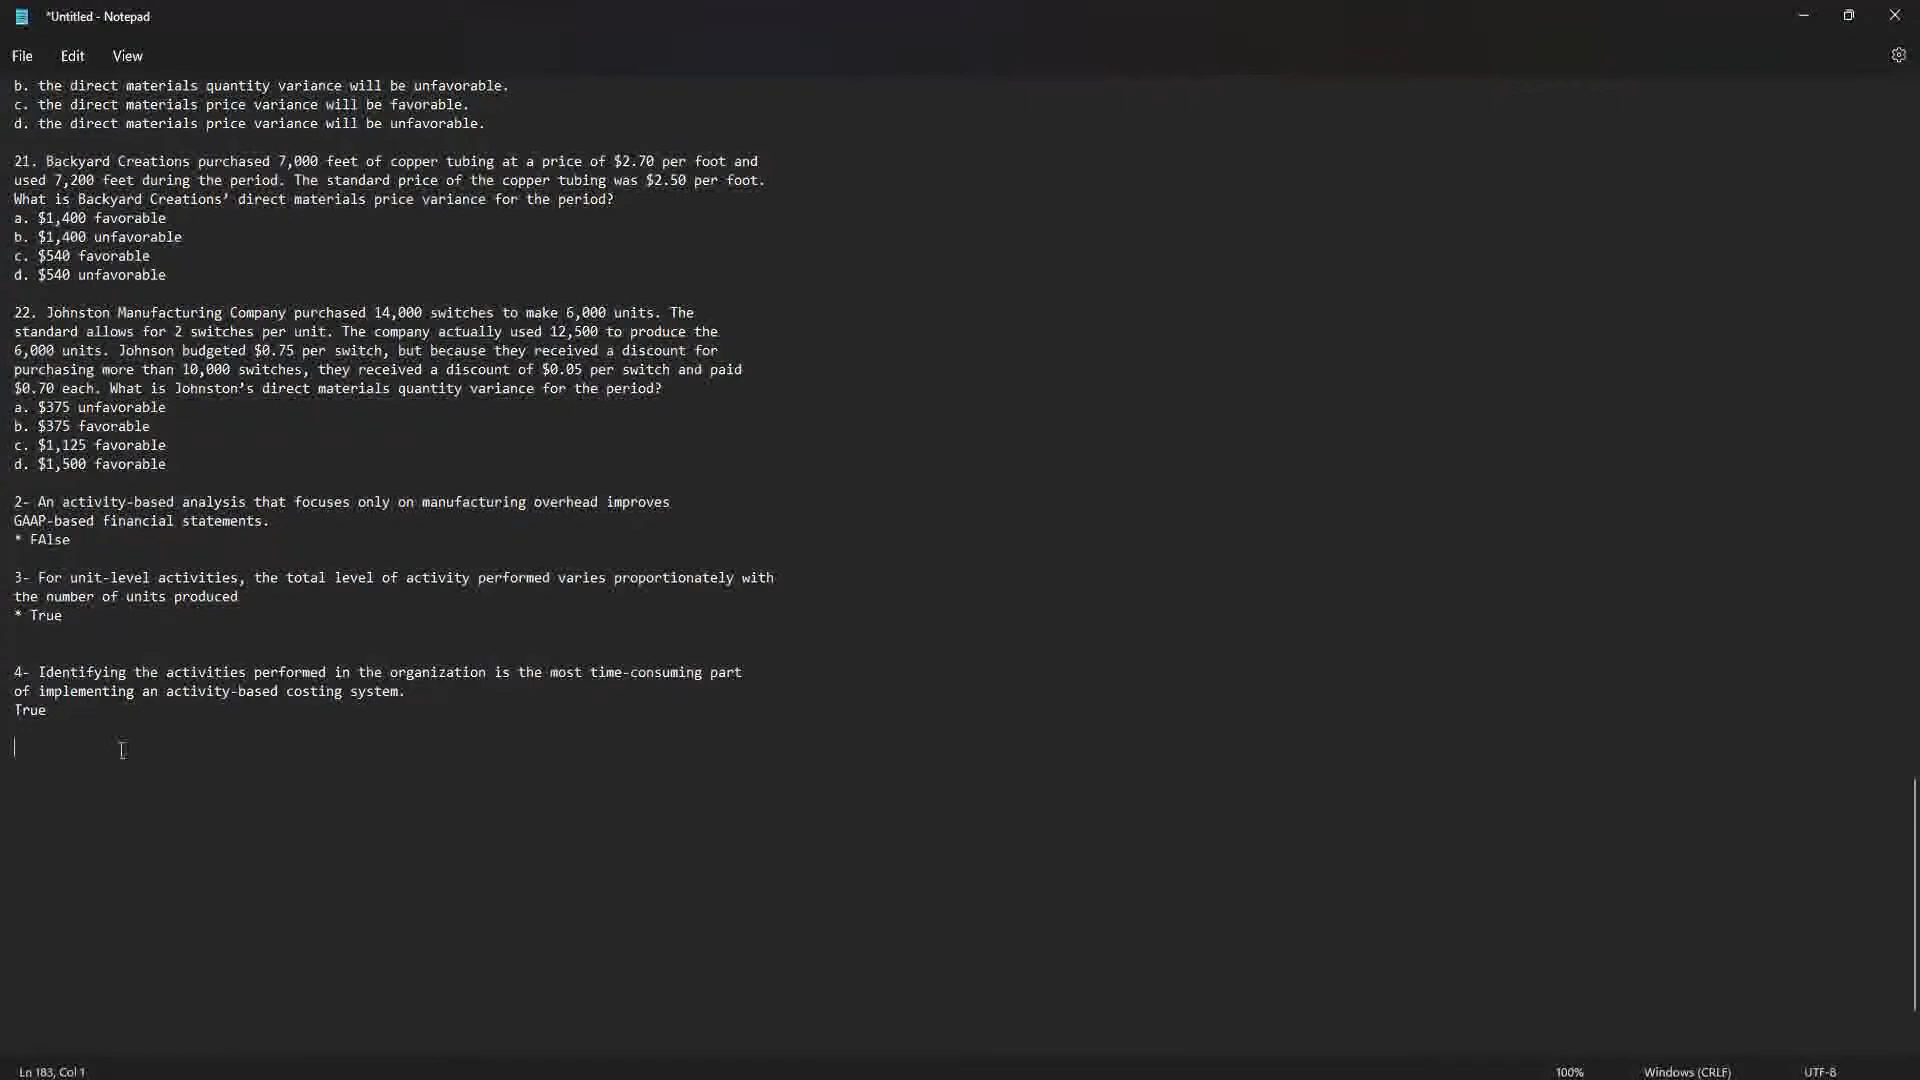 *Untitled - Notepad
File Edit View
b. the direct materials quantity variance will be unfavorable.
c. the direct materials price variance will be favorable.
d. the direct materials price variance will be unfavorable.
21. Backyard Creations purchased 7,000 feet of copper tubing at a price of $2.70 per foot and
used 7,200 feet during the period. The standard price of the copper tubing was $2.50 per foot.
What is Backyard Creations’ direct materials price variance for the period?
a. $1,400 favorable
b. $1,400 unfavorable
c. $540 favorable
d. $540 unfavorable
22. Johnston Manufacturing Company purchased 14,000 switches to make 6,000 units. The
standard allows for 2 switches per unit. The company actually used 12,500 to produce the
6,000 units. Johnson budgeted $0.75 per switch, but because they received a discount for
purchasing more than 10,000 switches, they received a discount of $0.05 per switch and paid
$0.70 each. What is Johnston’s direct materials quantity variance for the period?
a. $375 unfavorable
b. $375 favorable
c. $1,125 favorable
d. $1,500 favorable
2- An activity-based analysis that focuses only on manufacturing overhead improves
GAAP-based financial statements.
* FAlse
3- For unit-level activities, the total level of activity performed varies proportionately with
the number of units produced
* True
4- Identifying the activities performed in the organization is the most time-consuming part
of implementing an activity-based costing system.
True
Ln 183, Col 1 100% Windows (CRLF) UTF-8